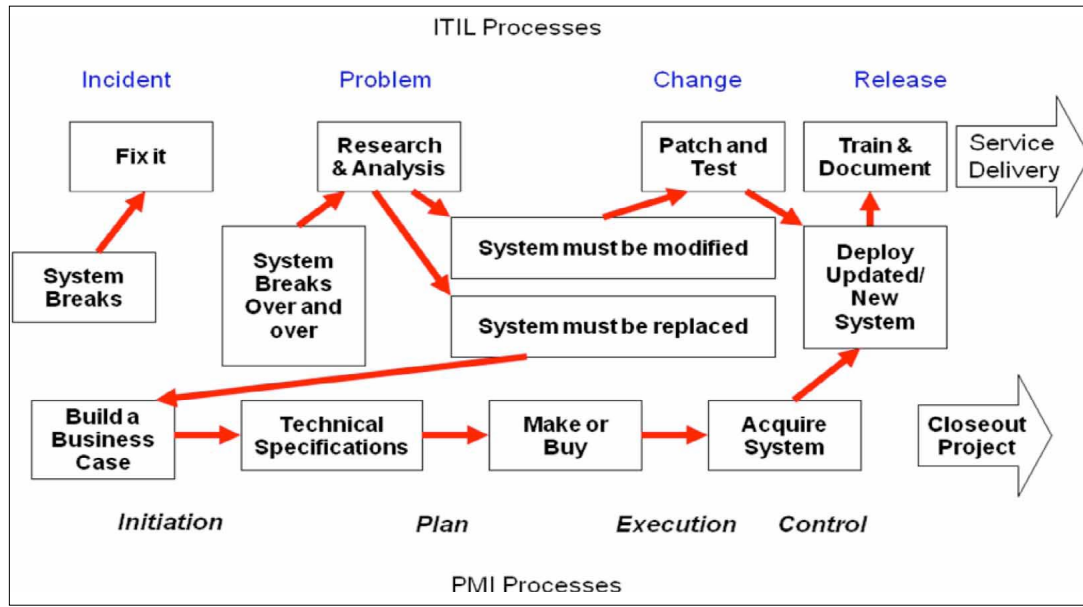 ITIL Processes
Incident
Problem
Change
Release
Fix it
Research
& Analysis
Patch and
Test
Train &
Document
Service
Delivery
System
Breaks
System
Breaks
Over and
over
System must be modified
System must be replaced
Deploy
Updated/
New
System
Build a
Business
Case
Technical
Specifications
Make or
Buy
Acquire
System
Closeout
Project
Initiation
Plan
Execution
Control
PMI Processes